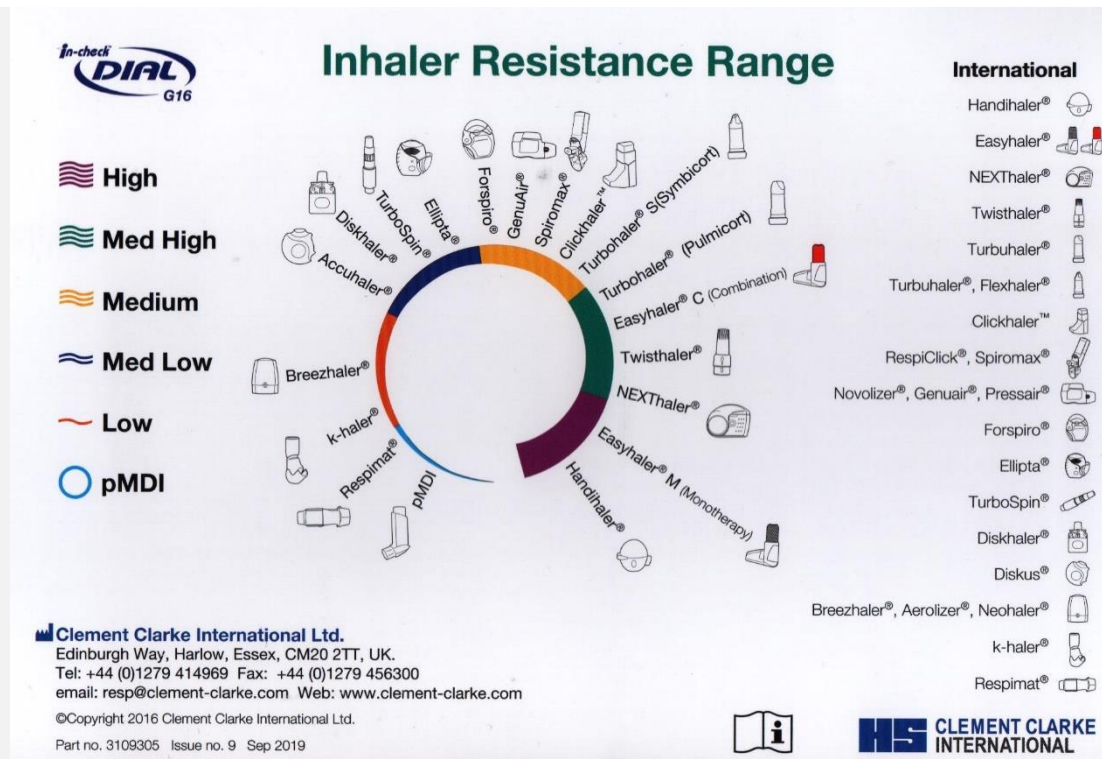 in-check
DIAL
G16
Inhaler Resistance Range
High
Med High
Medium
Med Low
Low
pMDI
pMDI
Respimat®
k-haler®
Breezhaler®
Accuhaler®
Diskhaler®
TurboSpin®
Ellipta®
Forspiro®
GenuAir®
Spiromax®
Clickhaler™
Turbohaler® S(Symbicort)
Turbohaler® (Pulmicort)
Easyhaler® C (Combination)
Twisthaler®
NEXThaler®
Easyhaler® M (Monotherapy)
Handihaler®
International
Handihaler®
Easyhaler®
NEXThaler®
Twisthaler®
Turbuhaler®
Turbuhaler®, Flexhaler®
Clickhaler™
RespiClick®, Spiromax®
Novolizer®, Genuair®, Pressair®
Forspiro®
Ellipta®
TurboSpin®
Diskhaler®
Diskus®
Breezhaler®, Aerolizer®, Neohaler®
k-haler®
Respimat®
Clement Clarke International Ltd.
Edinburgh Way, Harlow, Essex, CM20 2TT, UK.
Tel: +44 (0)1279 414969 Fax: +44 (0)1279 456300
email: resp@clement-clarke.com Web: www.clement-clarke.com
©Copyright 2016 Clement Clarke International Ltd.
Part no. 3109305 Issue no. 9 Sep 2019
i
HS CLEMENT CLARKE
INTERNATIONAL